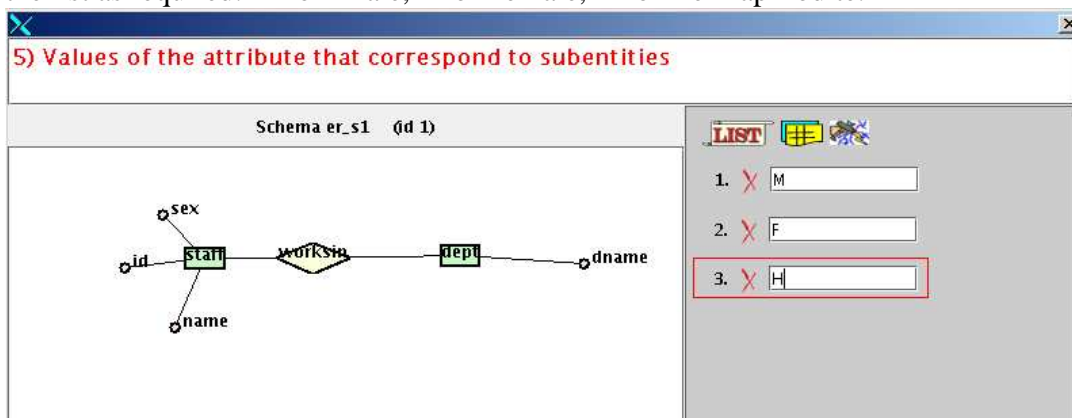 5) Values of the attribute that correspond to subentities
Schema er_s1 (id 1)
LIST
1. M
2. F
3. H
sex
id
staff
worksin
dept
dname
name